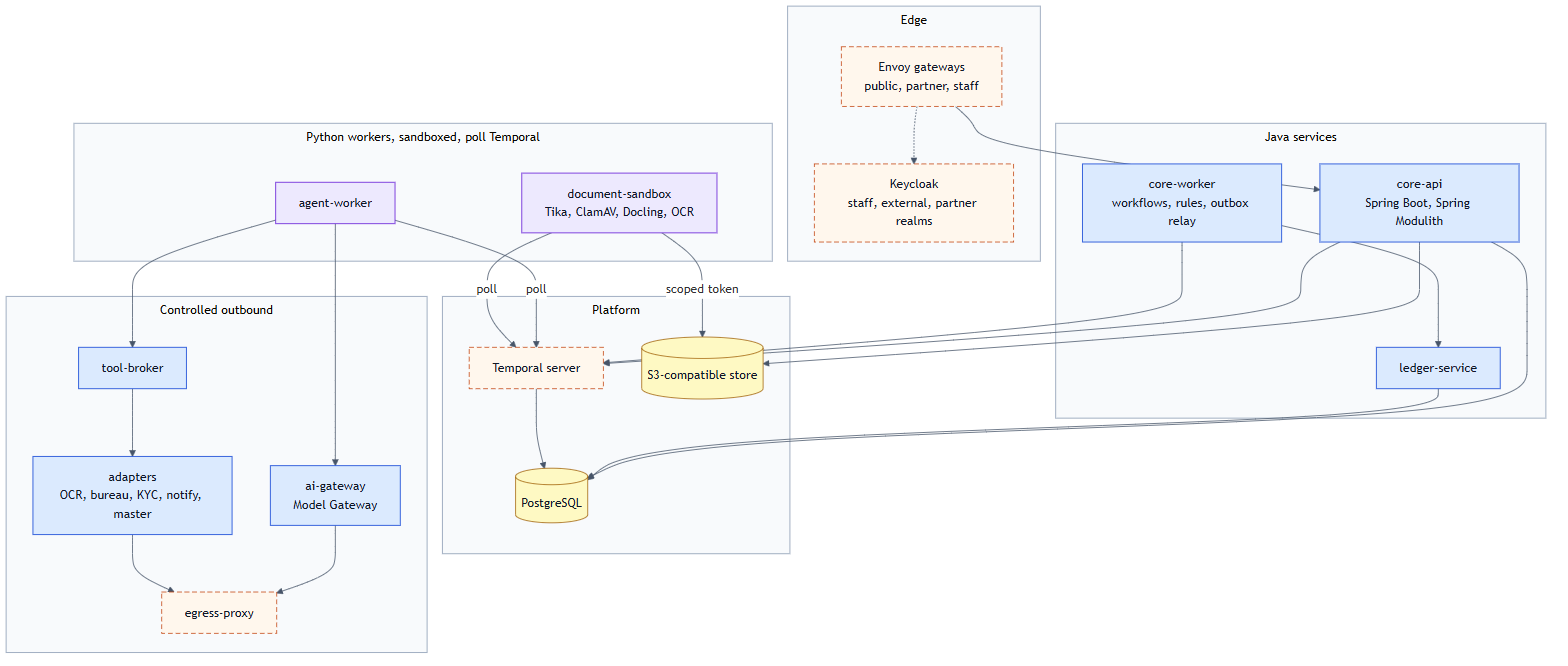 Edge
Envoy gateways
public, partner, staff
Keycloak
staff, external, partner
realms
Python workers, sandboxed, poll Temporal
agent-worker
document-sandbox
Tika, ClamAV, Docling, OCR
Java services
core-worker
workflows, rules, outbox
relay
core-api
Spring Boot, Spring
Modulith
ledger-service
poll
poll
scoped token
Controlled outbound
tool-broker
adapters
OCR, bureau, KYC, notify,
master
ai-gateway
Model Gateway
egress-proxy
Platform
Temporal server
S3-compatible store
PostgreSQL